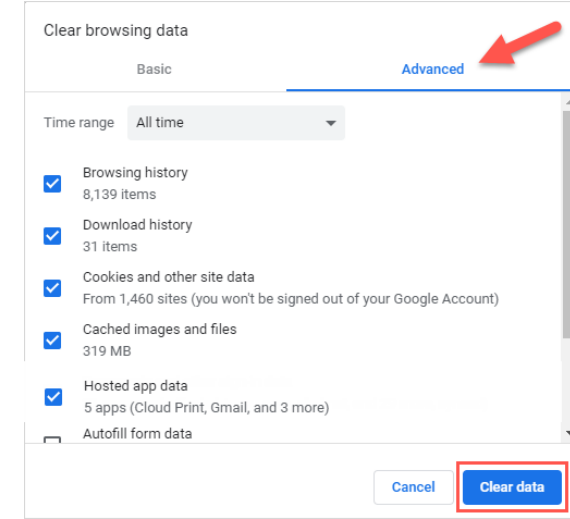 Clear browsing data
Basic
Advanced
Time range
All time
Browsing history
8,139 items
Download history
31 items
Cookies and other site data
From 1,460 sites (you won't be signed out of your Google Account)
Cached images and files
319 MB
Hosted app data
5 apps (Cloud Print, Gmail, and 3 more)
Autofill form data
Cancel
Clear data